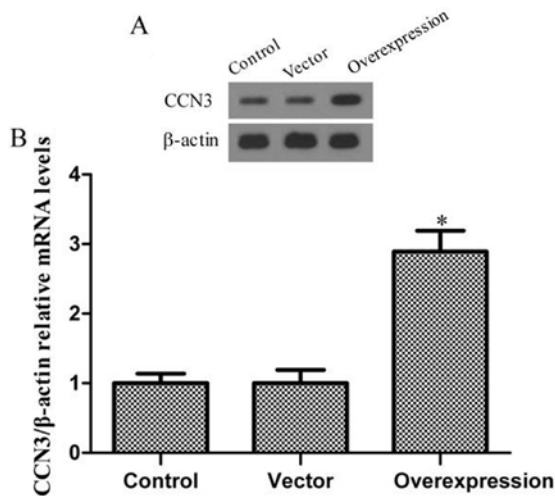 A
Control
Vector
Overexpression
CCN3
β-actin
B
CCN3/β-actin relative mRNA levels
4
3
2
1
0
*
Control
Vector
Overexpression